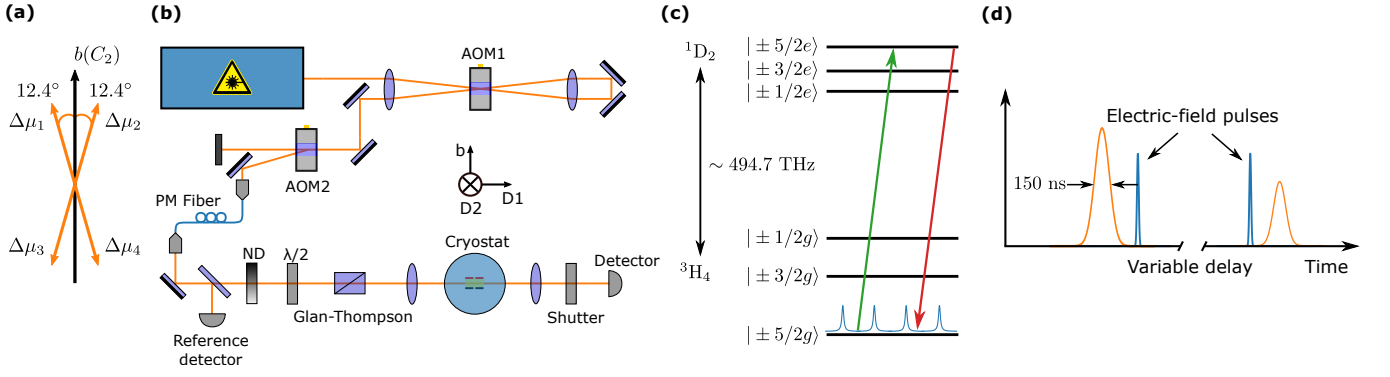 (a)
b(C₂)
12.4° 12.4°
Δμ₁ Δμ₂
Δμ₃ Δμ₄
(b)
AOM1
AOM2
PM Fiber
b
D1
D2
ND
λ/2
Glan-Thompson
Cryostat
Shutter
Detector
Reference
detector
(c)
¹D₂
| ± 5/2e⟩
| ± 3/2e⟩
| ± 1/2e⟩
~ 494.7 THz
| ± 1/2g⟩
³H₄
| ± 3/2g⟩
| ± 5/2g⟩
(d)
Electric-field pulses
150 ns
Variable delay
Time